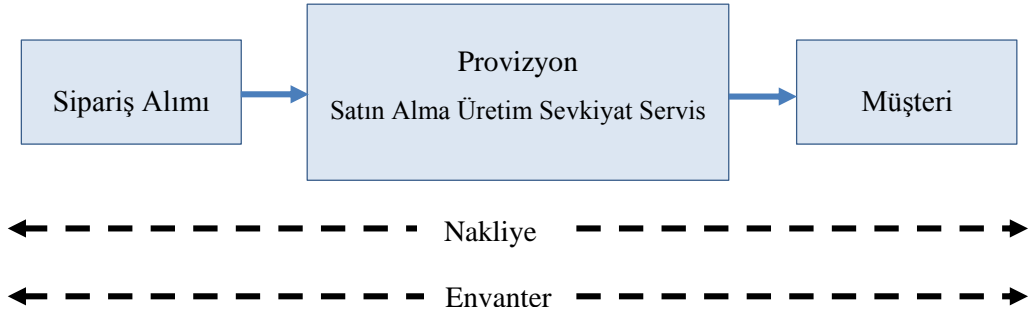 Sipariş Alımı
Provizyon
Satın Alma Üretim Sevkiyat Servis
Müşteri
Nakliye
Envanter